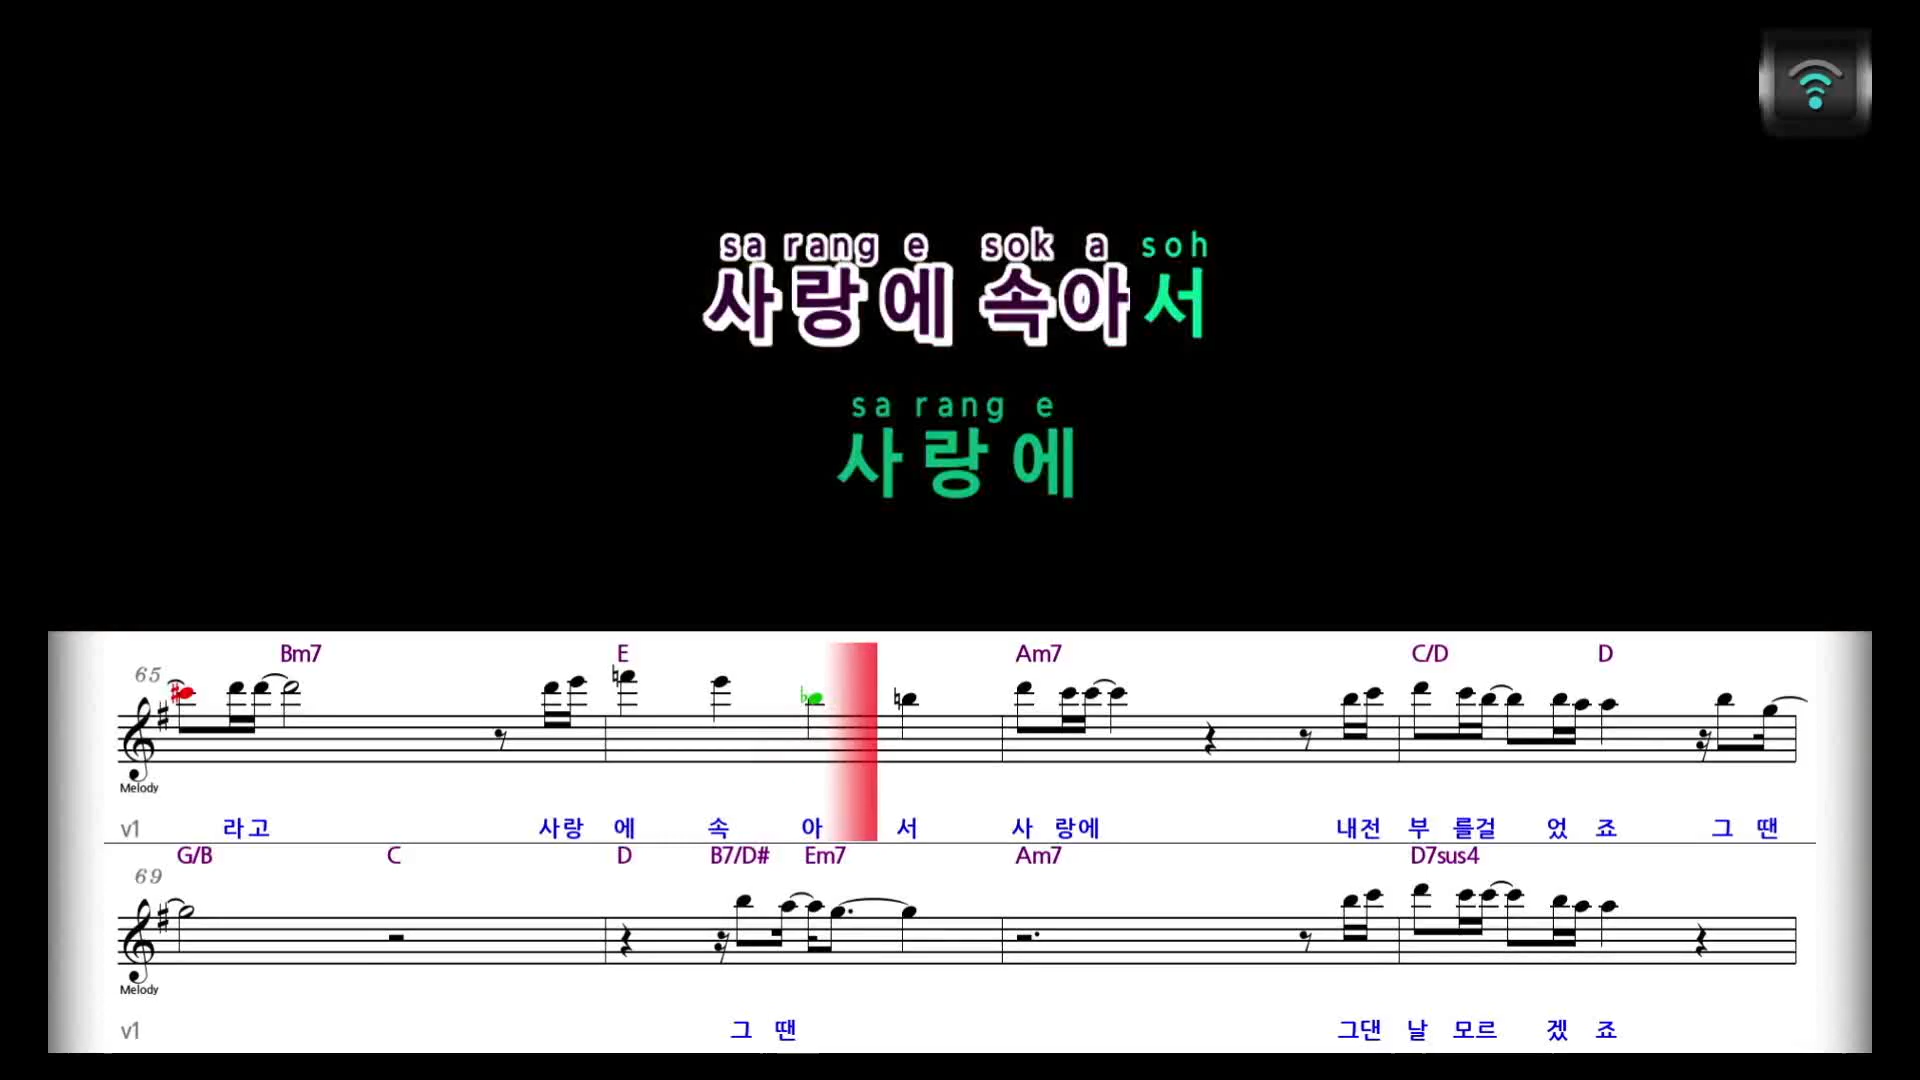 sa rang e sok a soh
사랑에 속아서
sa rang e
사랑에
Bm7 E Am7 C/D D
65
Melody
v1 라고 사랑 에 속 아 서 사 랑에 내전 부 를걸 었 죠 그 땐
G/B C D B7/D# Em7 Am7 D7sus4
69
Melody
v1 그 땐 그댄 날 모르 겠 죠